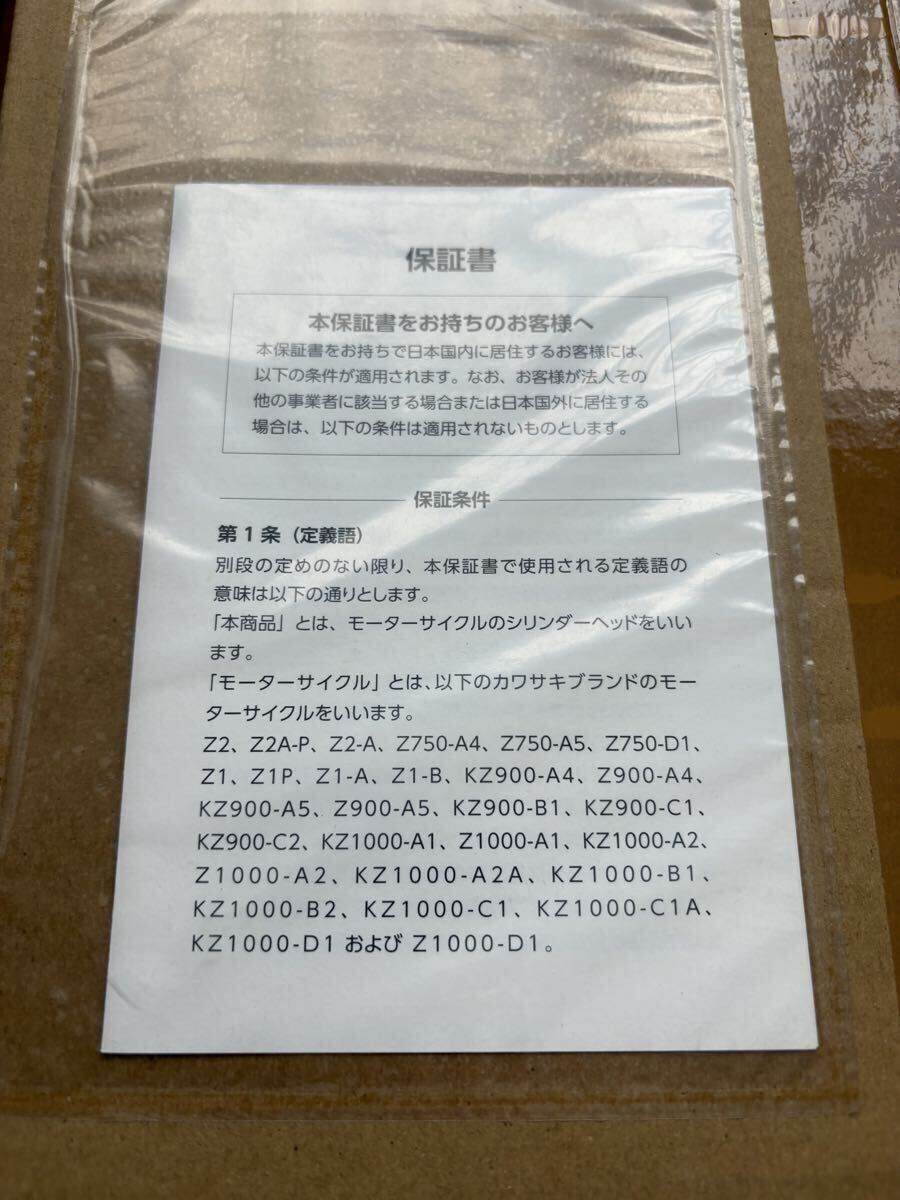 保証書
本保証書をお持ちのお客様へ
本保証書をお持ちで日本国内に居住するお客様には、
以下の条件が適用されます。なお、お客様が法人その
他の事業者に該当する場合または日本国外に居住する
場合は、以下の条件は適用されないものとします。
保証条件
第1条（定義語）
別段の定めのない限り、本保証書で使用される定義語の
意味は以下の通りとします。
「本商品」とは、モーターサイクルのシリンダーヘッドをいい
ます。
「モーターサイクル」とは、以下のカワサキブランドのモー
ターサイクルをいいます。
Z2、Z2A-P、Z2-A、Z750-A4、Z750-A5、Z750-D1、
Z1、Z1P、Z1-A、Z1-B、KZ900-A4、Z900-A4、
KZ900-A5、Z900-A5、KZ900-B1、KZ900-C1、
KZ900-C2、KZ1000-A1、Z1000-A1、KZ1000-A2、
Z1000-A2、KZ1000-A2A、KZ1000-B1、
KZ1000-B2、KZ1000-C1、KZ1000-C1A、
KZ1000-D1 および Z1000-D1。